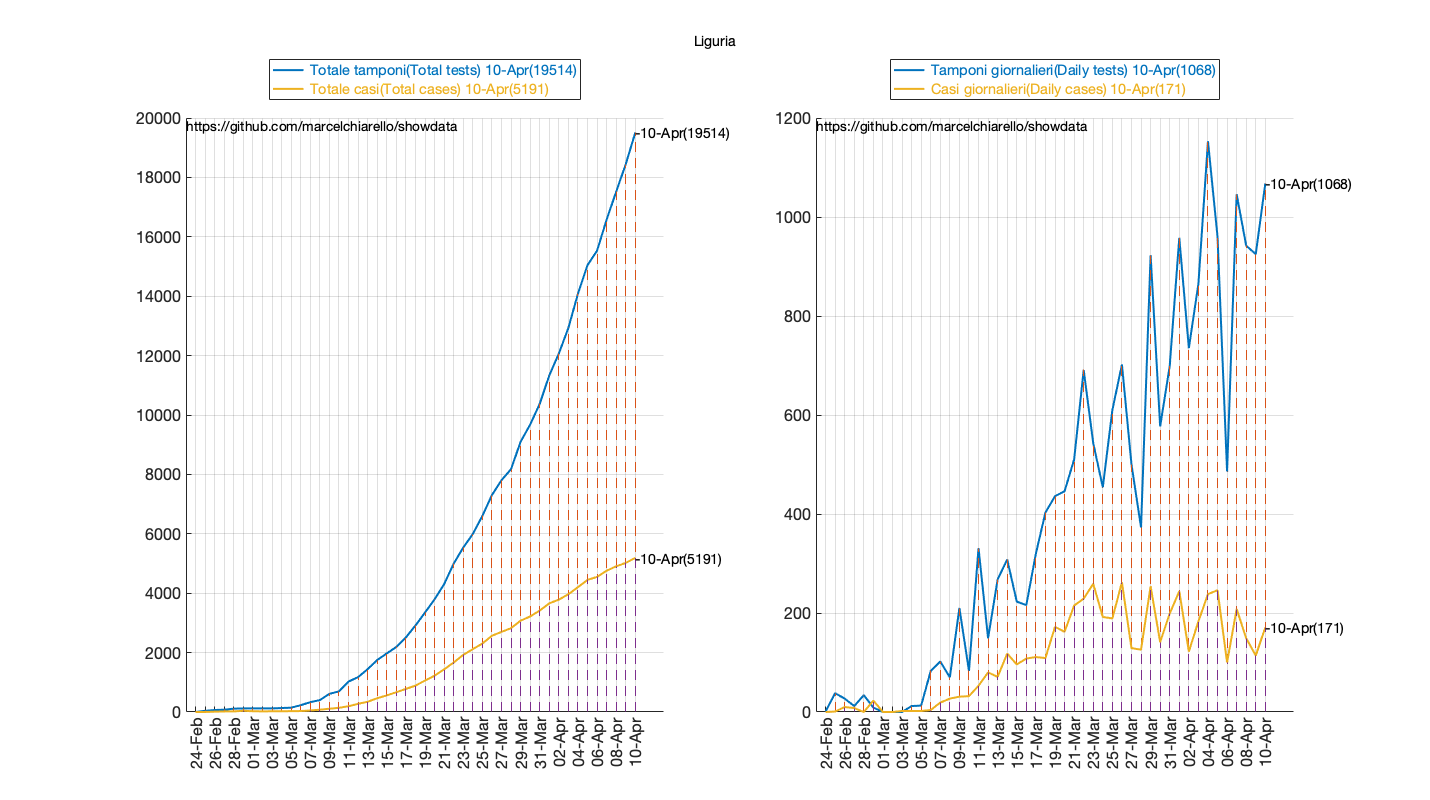 Liguria
Totale tamponi(Total tests) 10-Apr(19514)
Totale casi(Total cases) 10-Apr(5191)
20000
18000
16000
14000
12000
10000
8000
6000
4000
2000
0
https://github.com/marcelchiarello/showdata
10-Apr(19514)
10-Apr(5191)
24-Feb
26-Feb
28-Feb
01-Mar
03-Mar
05-Mar
07-Mar
09-Mar
11-Mar
13-Mar
15-Mar
17-Mar
19-Mar
21-Mar
23-Mar
25-Mar
27-Mar
29-Mar
31-Mar
02-Apr
04-Apr
06-Apr
08-Apr
10-Apr
Tamponi giornalieri(Daily tests) 10-Apr(1068)
Casi giornalieri(Daily cases) 10-Apr(171)
1200
1000
800
600
400
200
0
https://github.com/marcelchiarello/showdata
10-Apr(1068)
10-Apr(171)
24-Feb
26-Feb
28-Feb
01-Mar
03-Mar
05-Mar
07-Mar
09-Mar
11-Mar
13-Mar
15-Mar
17-Mar
19-Mar
21-Mar
23-Mar
25-Mar
27-Mar
29-Mar
31-Mar
02-Apr
04-Apr
06-Apr
08-Apr
10-Apr